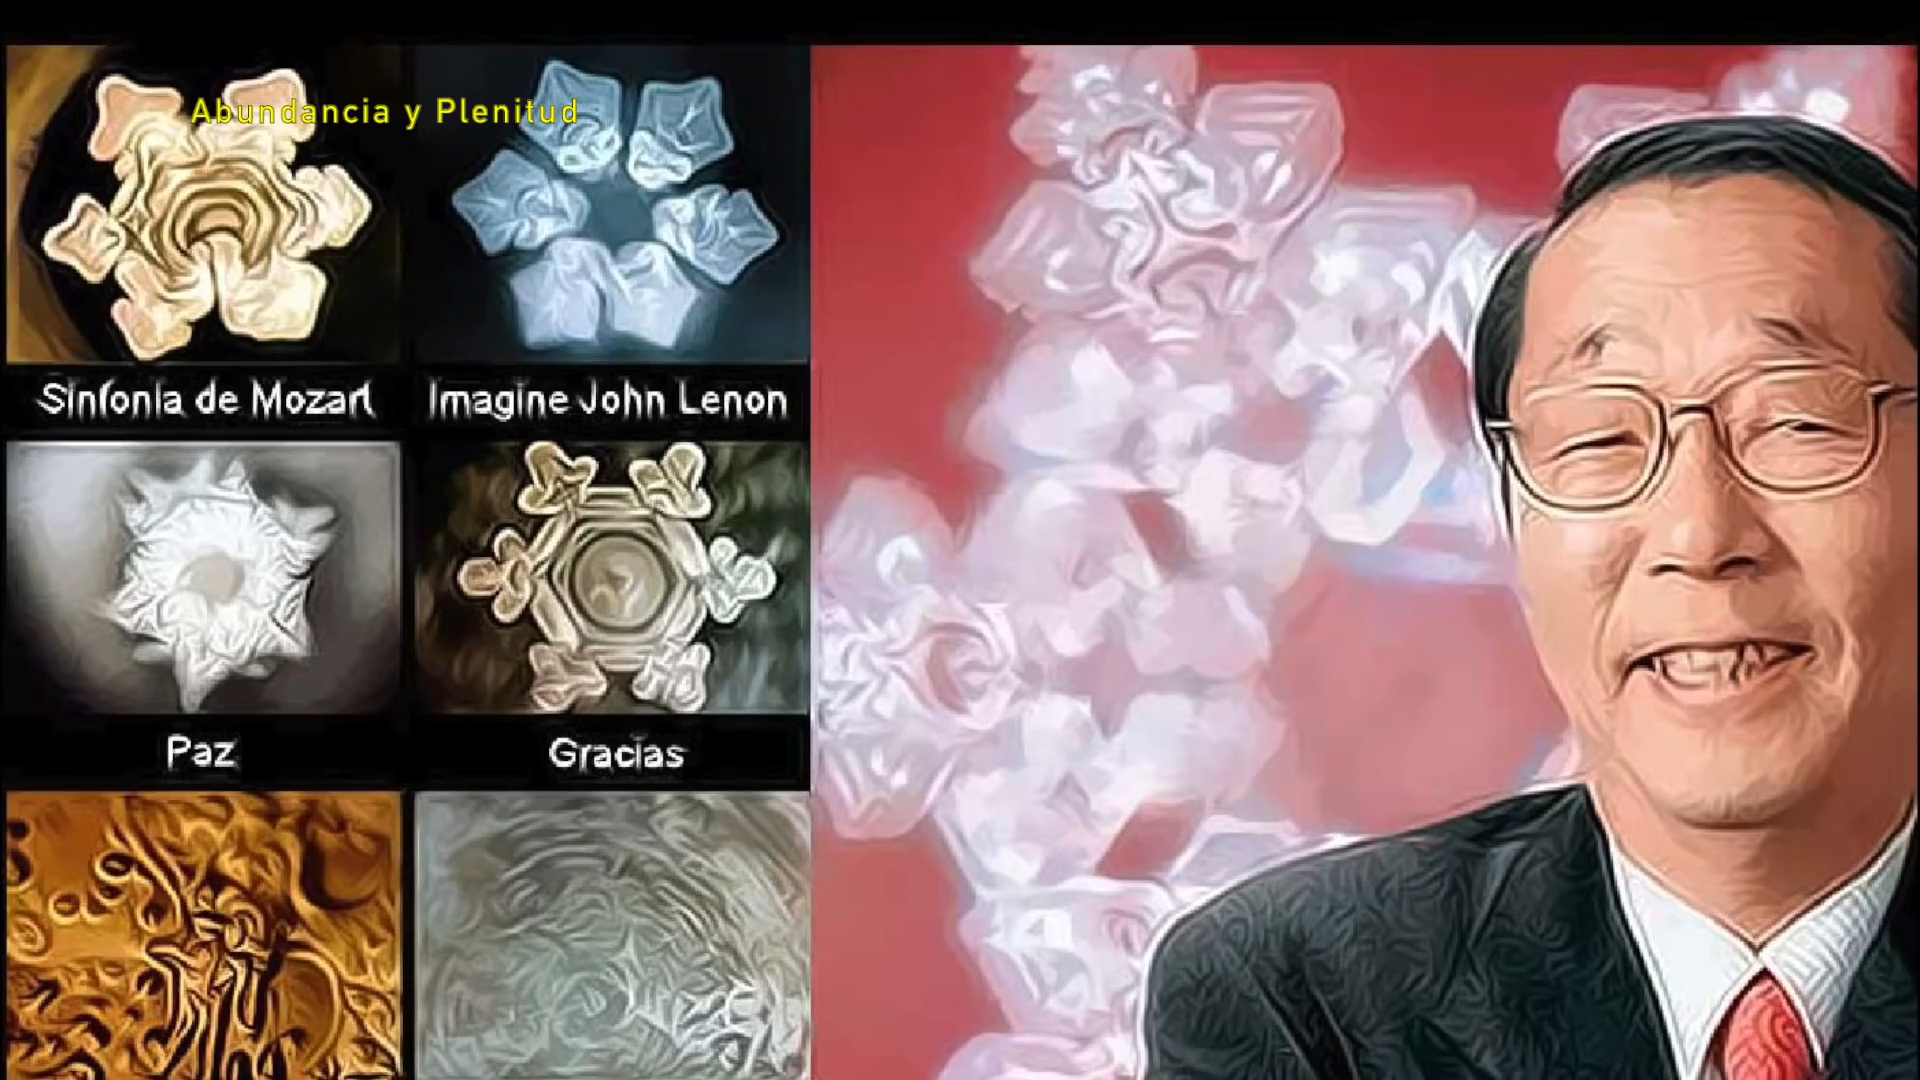 Abundancia y Plenitud
Sinfonia de Mozart
Imagine John Lenon
Paz
Gracias